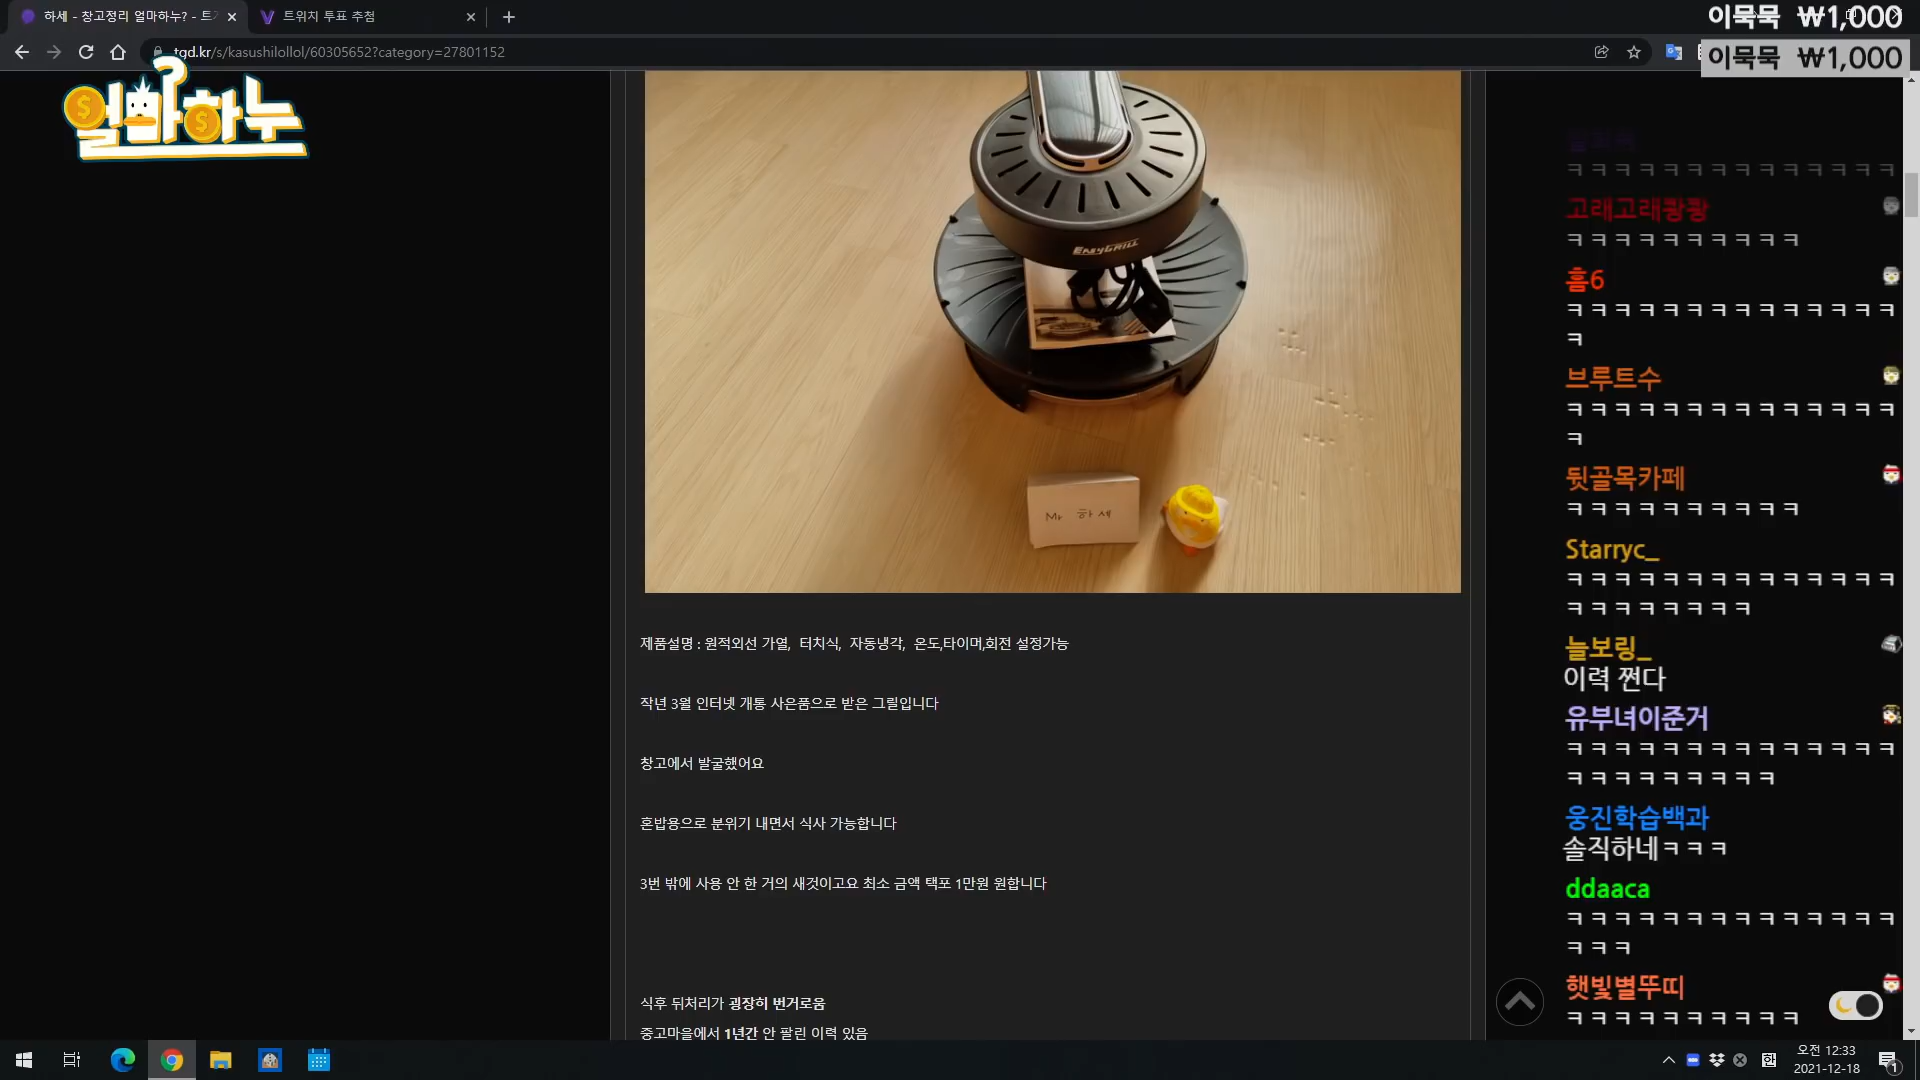 하세 - 창고정리 얼마하누? - 트
트위치 투표 추첨
이묵묵 ₩1,000
tgd.kr/s/kasushilollol/60305652?category=27801152
이묵묵 ₩1,000
얼마하누?
EASYGRILL
Mr 하세
제품설명 : 원적외선 가열, 터치식, 자동냉각, 온도,타이머,회전 설정가능
작년 3월 인터넷 개통 사은품으로 받은 그릴입니다
창고에서 발굴했어요
혼밥용으로 분위기 내면서 식사 가능합니다
3번 밖에 사용 안 한 거의 새것이고요 최소 금액 택포 1만원 원합니다
식후 뒤처리가 굉장히 번거로움
중고마을에서 1년간 안 팔린 이력 있음
ㅋㅋㅋㅋㅋㅋㅋㅋㅋㅋㅋㅋㅋㅋ
고래고래쾅쾅
ㅋㅋㅋㅋㅋㅋㅋㅋㅋㅋ
홈6
ㅋㅋㅋㅋㅋㅋㅋㅋㅋㅋㅋㅋㅋㅋ
ㅋ
브루트수
ㅋㅋㅋㅋㅋㅋㅋㅋㅋㅋㅋㅋㅋㅋ
ㅋ
뒷골목카페
ㅋㅋㅋㅋㅋㅋㅋㅋㅋㅋ
Starryc_
ㅋㅋㅋㅋㅋㅋㅋㅋㅋㅋㅋㅋㅋㅋ
ㅋㅋㅋㅋㅋㅋㅋㅋ
늘보링_
이력 쩐다
유부녀이준거
ㅋㅋㅋㅋㅋㅋㅋㅋㅋㅋㅋㅋㅋㅋ
ㅋㅋㅋㅋㅋㅋㅋㅋㅋ
웅진학습백과
솔직하네ㅋㅋㅋ
ddaaca
ㅋㅋㅋㅋㅋㅋㅋㅋㅋㅋㅋㅋㅋㅋ
ㅋㅋㅋ
햇빛별뚜띠
ㅋㅋㅋㅋㅋㅋㅋㅋㅋㅋ
한
오전 12:33
2021-12-18
1